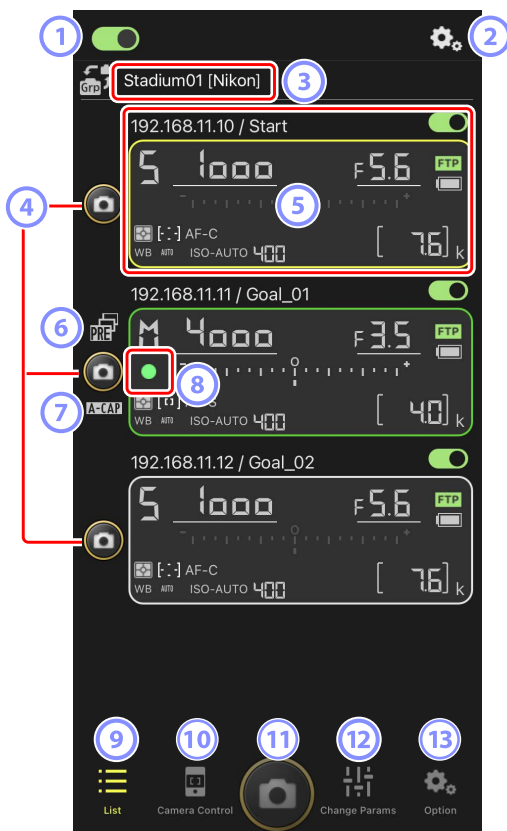 1
2
Grp Stadium01 [Nikon] 3
192.168.11.10 / Start
S 1000 F5.6 FTP
4
5
AF-C
WB AUTO ISO-AUTO 400 [ 7.6] k
192.168.11.11 / Goal_01
6
PRE M 4000 F3.5 FTP
8
7
A-CAP
WB AUTO ISO-AUTO 400 [ 4.0] k
192.168.11.12 / Goal_02
S 1000 F5.6 FTP
AF-C
WB AUTO ISO-AUTO 400 [ 7.6] k
9 10 11 12 13
List Camera Control Change Params Option